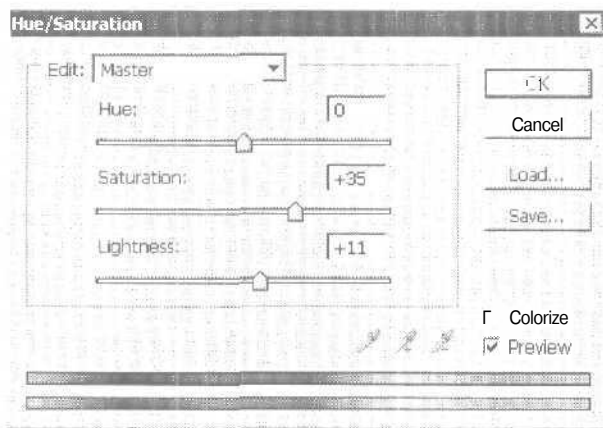 Hue/Saturation
Edit: Master
Hue: 0
Saturation: +35
Lightness: +11
OK
Cancel
Load...
Save...
Colorize
Preview